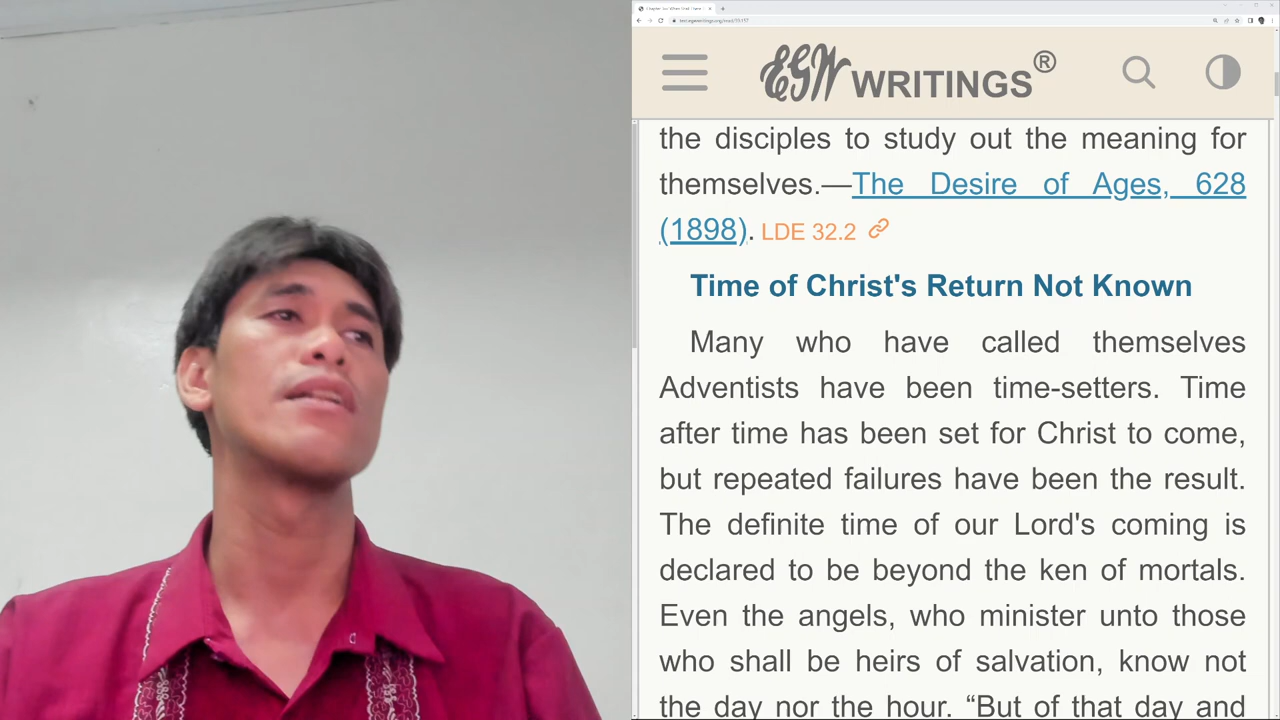 EGW WRITINGS®
the disciples to study out the meaning for
themselves.—The Desire of Ages, 628
(1898). LDE 32.2
Time of Christ's Return Not Known
Many who have called themselves
Adventists have been time-setters. Time
after time has been set for Christ to come,
but repeated failures have been the result.
The definite time of our Lord's coming is
declared to be beyond the ken of mortals.
Even the angels, who minister unto those
who shall be heirs of salvation, know not
the day nor the hour. “But of that day and